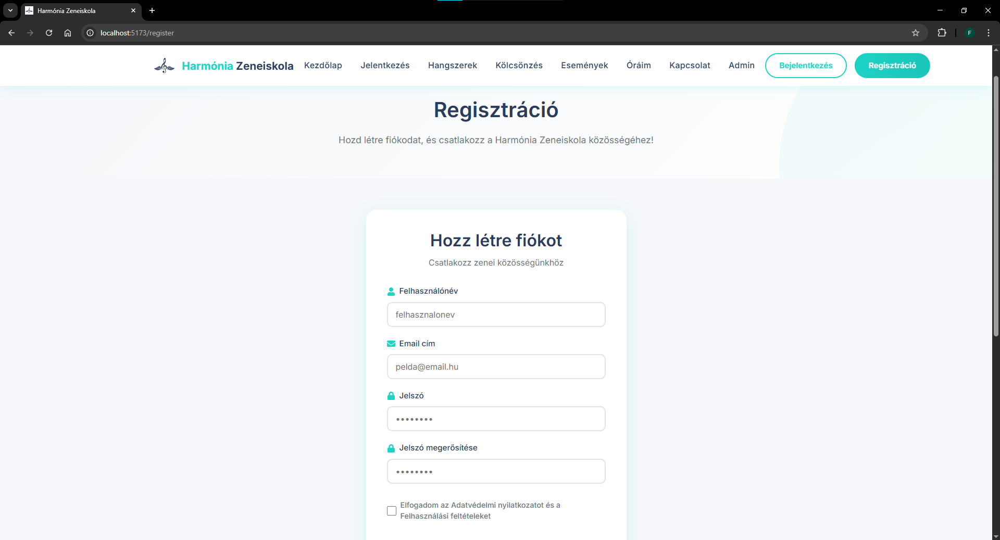 Harmónia Zeneiskola
localhost:5173/register
F
Harmónia Zeneiskola Kezdőlap Jelentkezés Hangszerek Kölcsönzés Események Óráim Kapcsolat Admin Bejelentkezés Regisztráció
Regisztráció
Hozd létre fiókodat, és csatlakozz a Harmónia Zeneiskola közösségéhez!
Hozz létre fiókot
Csatlakozz zenei közösségünkhöz
Felhasználónév
felhasznalonev
Email cím
pelda@email.hu
Jelszó
••••••••
Jelszó megerősítése
••••••••
Elfogadom az Adatvédelmi nyilatkozatot és a
Felhasználási feltételeket